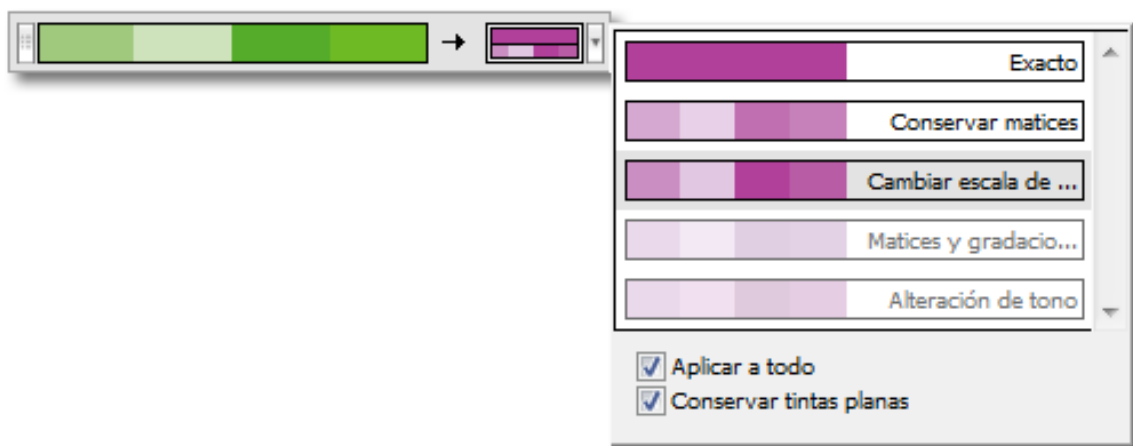 Exacto
Conservar matices
Cambiar escala de ...
Matices y gradacio...
Alteración de tono
Aplicar a todo
Conservar tintas planas